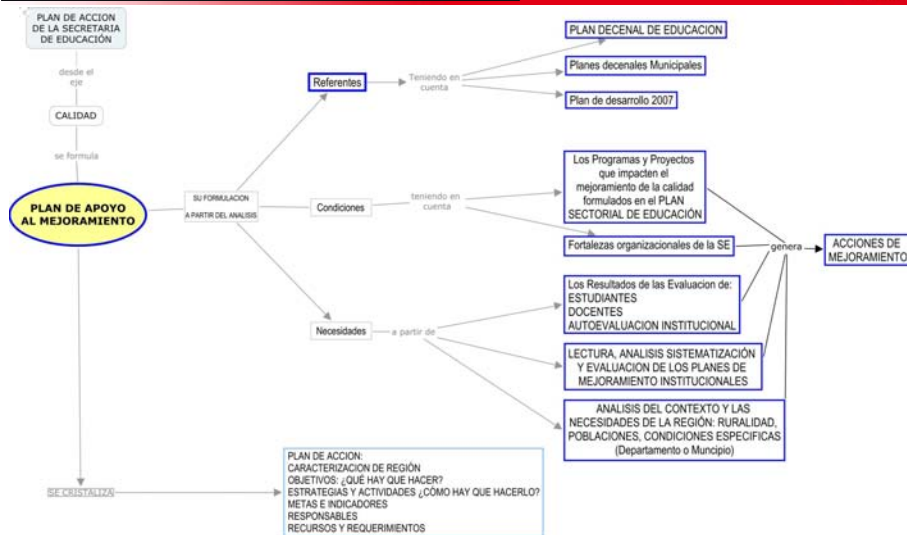 PLAN DE ACCION
DE LA SECRETARIA
DE EDUCACIÓN
desde el
eje
CALIDAD
se formula
PLAN DE APOYO
AL MEJORAMIENTO
SU FORMULACION
A PARTIR DEL ANALISIS
Referentes
Teniendo en
cuenta
PLAN DECENAL DE EDUCACION
Planes decenales Municipales
Plan de desarrollo 2007
Condiciones
teniendo en
cuenta
Los Programas y Proyectos
que impacten el
mejoramiento de la calidad
formulados en el PLAN
SECTORIAL DE EDUCACIÓN
Fortalezas organizacionales de la SE
Necesidades
a partir de
Los Resultados de las Evaluacion de:
ESTUDIANTES
DOCENTES
AUTOEVALUACION INSTITUCIONAL
LECTURA, ANALISIS SISTEMATIZACIÓN
Y EVALUACION DE LOS PLANES DE
MEJORAMIENTO INSTITUCIONALES
ANALISIS DEL CONTEXTO Y LAS
NECESIDADES DE LA REGIÓN: RURALIDAD,
POBLACIONES, CONDICIONES ESPECIFICAS
(Departamento o Muncipio)
genera
ACCIONES DE
MEJORAMIENTO
SE CRISTALIZA
PLAN DE ACCION:
CARACTERIZACION DE REGIÓN
OBJETIVOS: ¿QUÉ HAY QUE HACER?
ESTRATEGIAS Y ACTIVIDADES ¿CÓMO HAY QUE HACERLO?
METAS E INDICADORES
RESPONSABLES
RECURSOS Y REQUERIMIENTOS